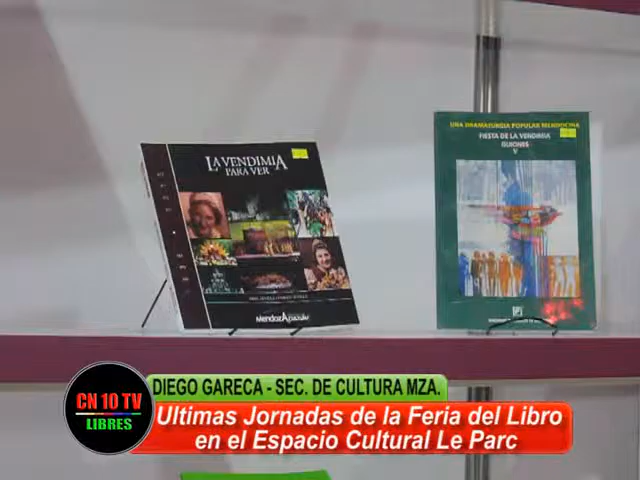 LA VENDIMIA
PARA VER
UNA DRAMATURGIA POPULAR MENDOCINA
FIESTA DE LA VENDIMIA
GUIONES
V
CN 10 TV
LIBRES
DIEGO GARECA - SEC. DE CULTURA MZA.
Ultimas Jornadas de la Feria del Libro
en el Espacio Cultural Le Parc